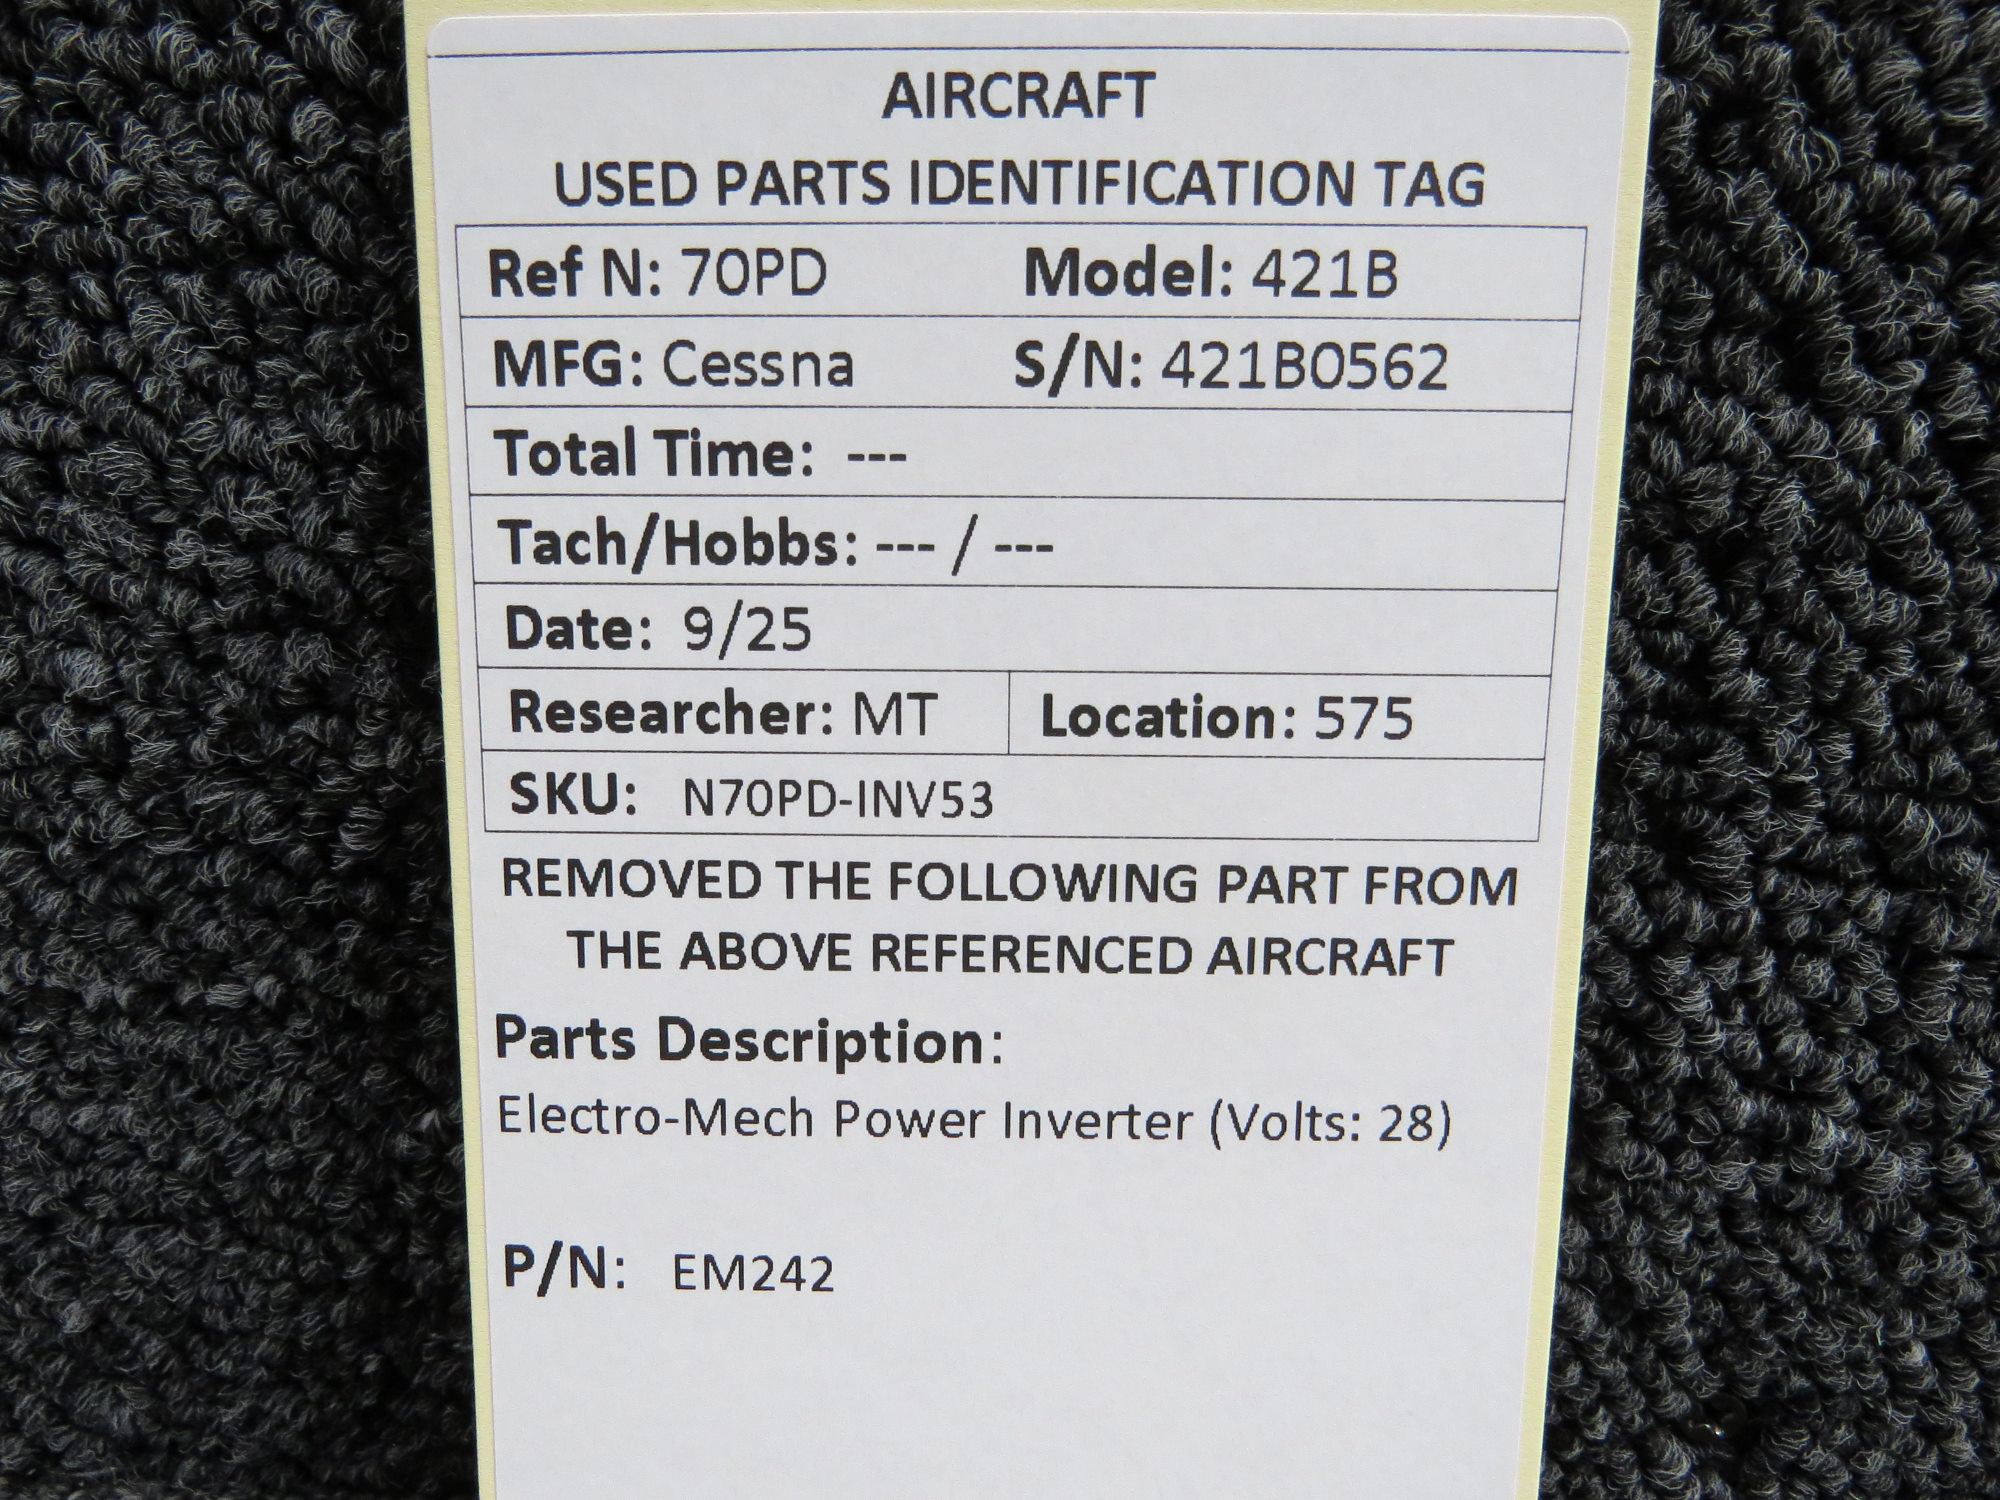 AIRCRAFT
USED PARTS IDENTIFICATION TAG
Ref N: 70PD Model: 421B
MFG: Cessna S/N: 421B0562
Total Time: ---
Tach/Hobbs: --- / ---
Date: 9/25
Researcher: MT Location: 575
SKU: N70PD-INV53
REMOVED THE FOLLOWING PART FROM
THE ABOVE REFERENCED AIRCRAFT
Parts Description:
Electro-Mech Power Inverter (Volts: 28)
P/N: EM242